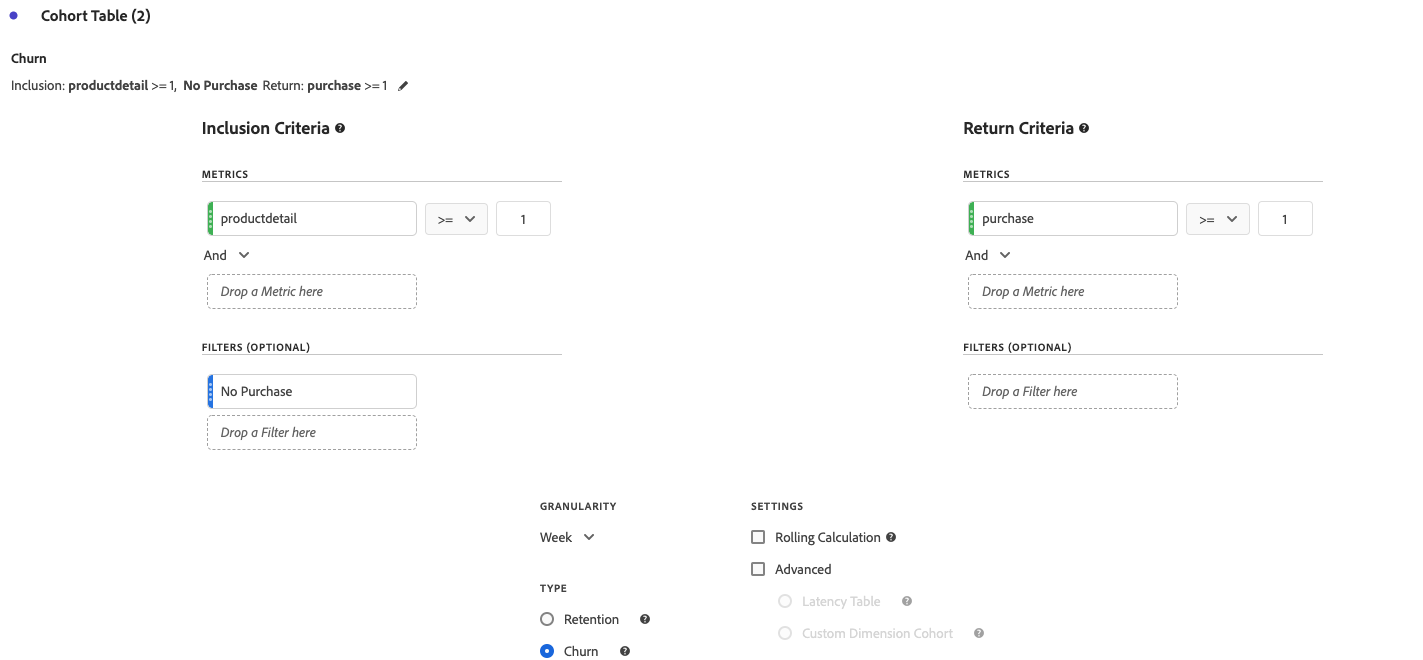 Cohort Table (2)
Churn
Inclusion: productdetail >= 1, No Purchase Return: purchase >= 1
Inclusion Criteria
METRICS
productdetail >= 1
And
Drop a Metric here
FILTERS (OPTIONAL)
No Purchase
Drop a Filter here
Return Criteria
METRICS
purchase >= 1
And
Drop a Metric here
FILTERS (OPTIONAL)
Drop a Filter here
GRANULARITY
Week
TYPE
Retention
Churn
SETTINGS
Rolling Calculation
Advanced
Latency Table
Custom Dimension Cohort